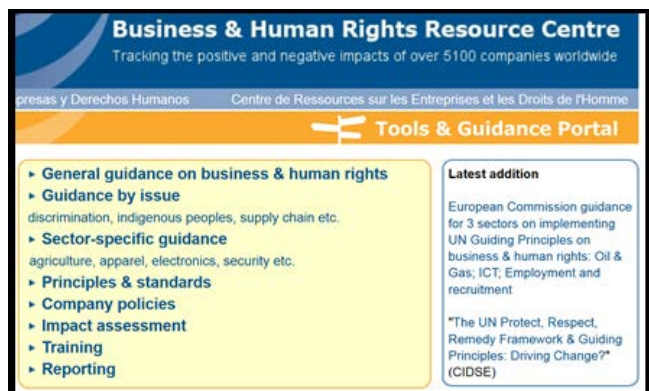 Business & Human Rights Resource Centre
Tracking the positive and negative impacts of over 5100 companies worldwide
presas y Derechos Humanos Centre de Ressources sur les Entreprises et les Droits de l'Homme
Tools & Guidance Portal
General guidance on business & human rights
Guidance by issue
discrimination, indigenous peoples, supply chain etc.
Sector-specific guidance
agriculture, apparel, electronics, security etc.
Principles & standards
Company policies
Impact assessment
Training
Reporting
Latest addition
European Commission guidance
for 3 sectors on implementing
UN Guiding Principles on
business & human rights: Oil &
Gas; ICT; Employment and
recruitment
"The UN Protect, Respect,
Remedy Framework & Guiding
Principles: Driving Change?"
(CIDSE)